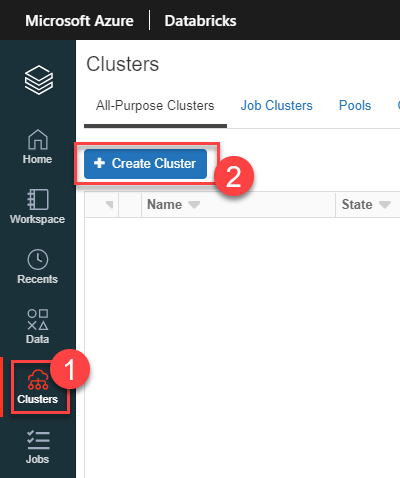 Microsoft Azure Databricks
Clusters
All-Purpose Clusters Job Clusters Pools
+ Create Cluster
2
Name State
Home
Workspace
Recents
Data
1
Clusters
Jobs